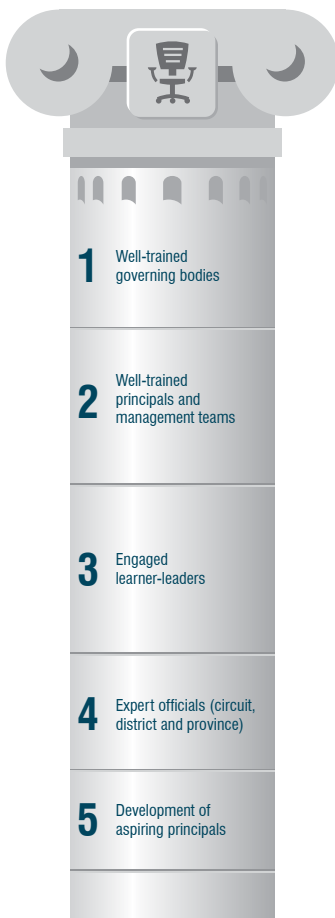 1
Well-trained
governing bodies
2
Well-trained
principals and
management teams
3
Engaged
learner-leaders
4
Expert officials (circuit,
district and province)
5
Development of
aspiring principals